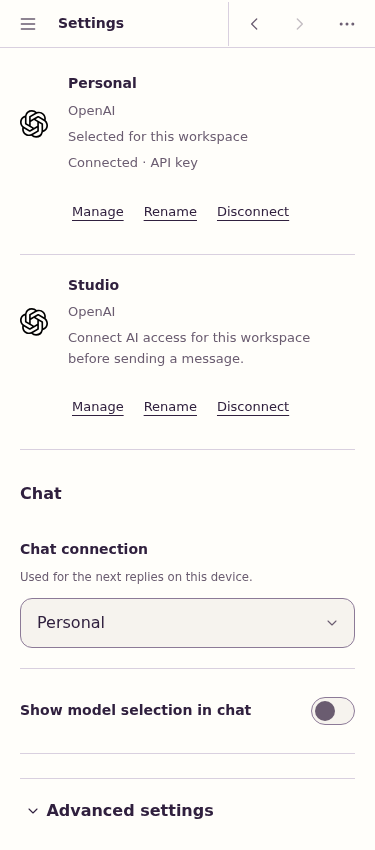 Settings
Personal
OpenAI
Selected for this workspace
Connected · API key
Manage Rename Disconnect
Studio
OpenAI
Connect AI access for this workspace
before sending a message.
Manage Rename Disconnect
Chat
Chat connection
Used for the next replies on this device.
Personal
Show model selection in chat
Advanced settings